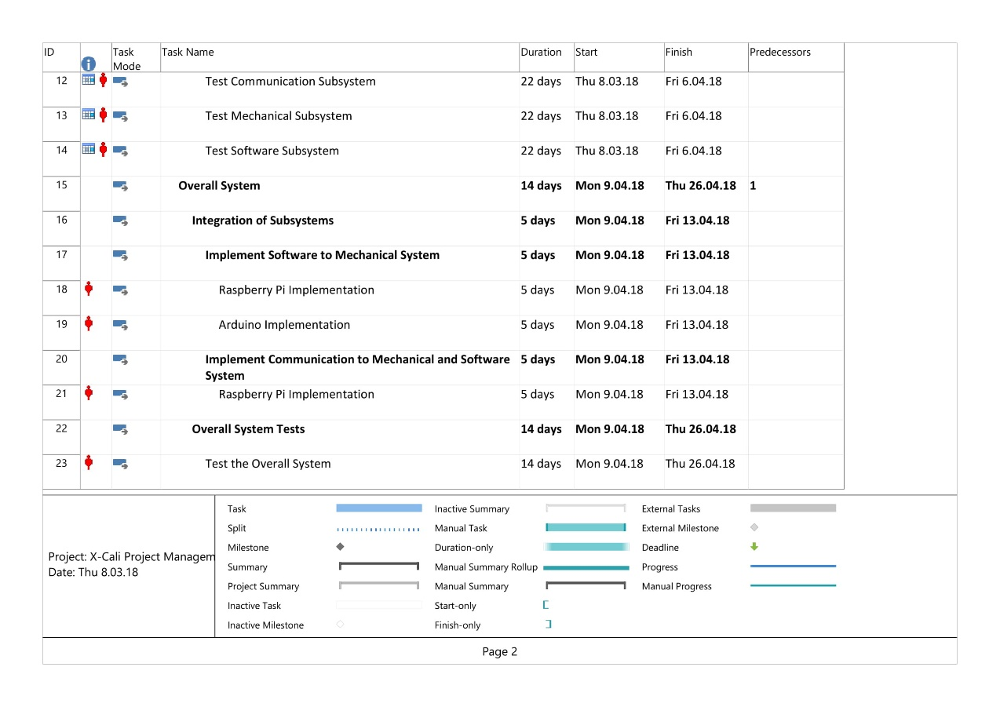 ID Task Mode Task Name Duration Start Finish Predecessors
12 Test Communication Subsystem 22 days Thu 8.03.18 Fri 6.04.18
13 Test Mechanical Subsystem 22 days Thu 8.03.18 Fri 6.04.18
14 Test Software Subsystem 22 days Thu 8.03.18 Fri 6.04.18
15 Overall System 14 days Mon 9.04.18 Thu 26.04.18 1
16 Integration of Subsystems 5 days Mon 9.04.18 Fri 13.04.18
17 Implement Software to Mechanical System 5 days Mon 9.04.18 Fri 13.04.18
18 Raspberry Pi Implementation 5 days Mon 9.04.18 Fri 13.04.18
19 Arduino Implementation 5 days Mon 9.04.18 Fri 13.04.18
20 Implement Communication to Mechanical and Software 5 days Mon 9.04.18 Fri 13.04.18
System
21 Raspberry Pi Implementation 5 days Mon 9.04.18 Fri 13.04.18
22 Overall System Tests 14 days Mon 9.04.18 Thu 26.04.18
23 Test the Overall System 14 days Mon 9.04.18 Thu 26.04.18
Project: X-Cali Project Managem
Date: Thu 8.03.18
Task
Split
Milestone
Summary
Project Summary
Inactive Task
Inactive Milestone
Inactive Summary
Manual Task
Duration-only
Manual Summary Rollup
Manual Summary
Start-only
Finish-only
External Tasks
External Milestone
Deadline
Progress
Manual Progress
Page 2